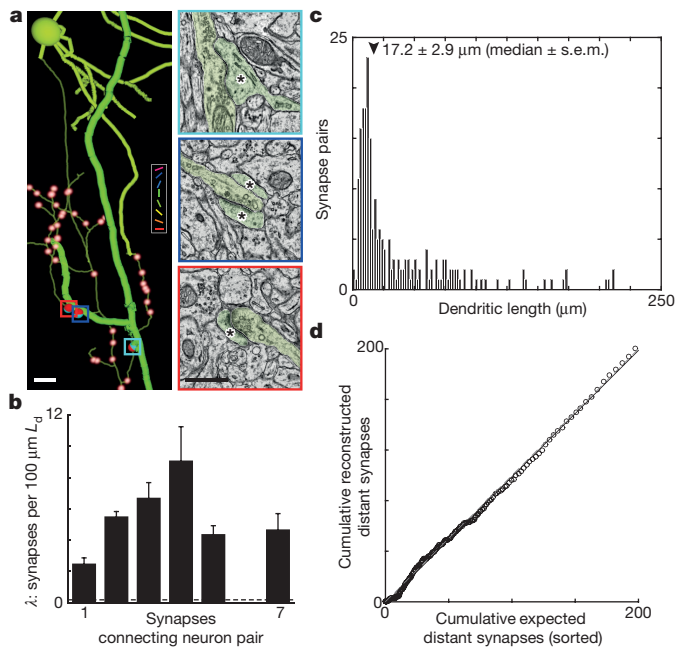 a
* 
*
*
*
b
12
λ: synapses per 100 μm Ld
0
1
7
Synapses
connecting neuron pair
c
25
17.2 ± 2.9 μm (median ± s.e.m.)
Synapse pairs
0
0
Dendritic length (μm)
250
d
200
Cumulative reconstructed
distant synapses
0
0
200
Cumulative expected
distant synapses (sorted)